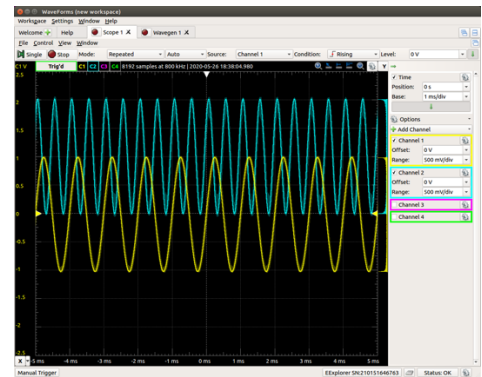 WaveForms (new workspace)
Workspace Settings Window Help
Welcome Help Scope 1 X Wavegen 1 X
File Control View Window
Single Stop Mode: Repeated Auto Source: Channel 1 Condition: Rising Level: 0 V
C1 V Trig'd C1 C2 C3 C4 8192 samples at 800 kHz | 2020-05-26 18:38:04.980 Y
2.5
2
1.5
1
0.5
0
-0.5
-1
-1.5
-2
-2.5
X -5 ms -4 ms -3 ms -2 ms -1 ms 0 ms 1 ms 2 ms 3 ms 4 ms 5 ms
Time
Position: 0 s
Base: 1 ms/div
Options
Add Channel
Channel 1
Offset: 0 V
Range: 500 mV/div
Channel 2
Offset: 0 V
Range: 500 mV/div
Channel 3
Channel 4
Manual Trigger EExplorer SN:210151646763 Status: OK